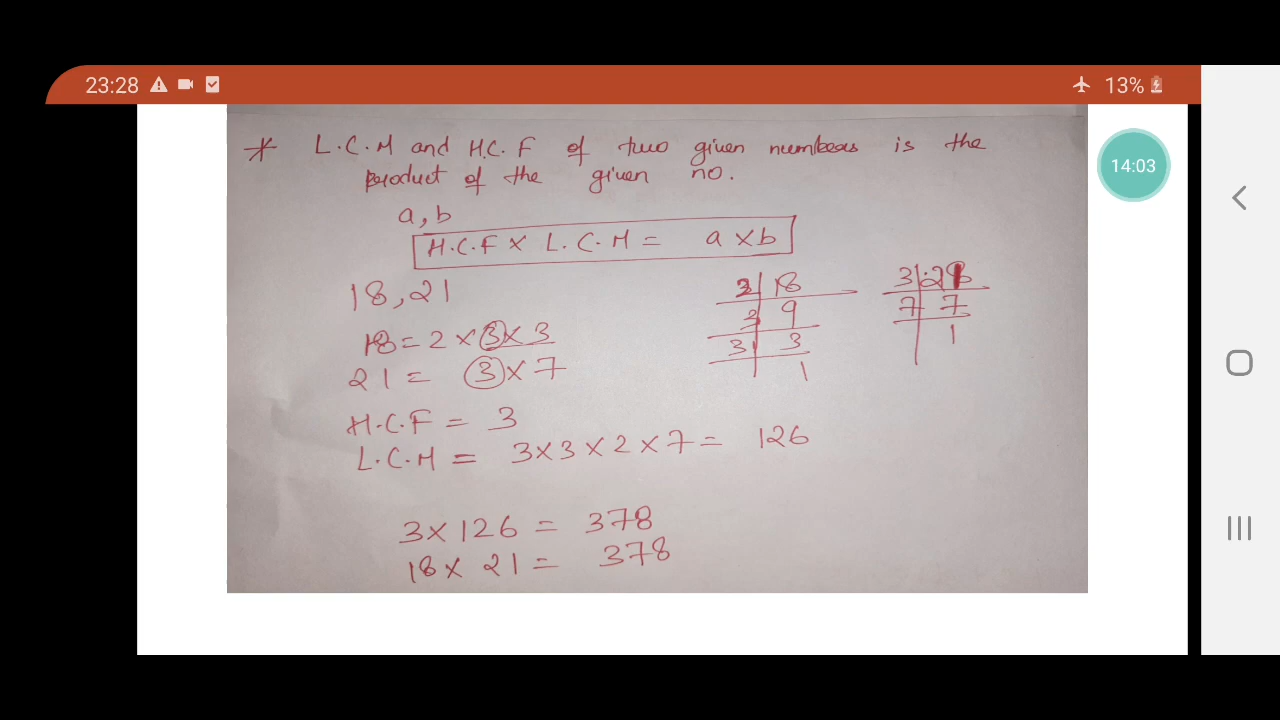 23:28
13%
14:03
* L.C.M and H.C.F of two given numbers is the
product of the given no.
a,b
H.C.F × L.C.M = a×b
18,21
18 = 2 × 3 × 3
21 = 3 × 7
H.C.F = 3
L.C.M = 3×3×2×7 = 126
3×126 = 378
18× 21 = 378
2 18
3 9
3 3
1
3 21
7 7
1